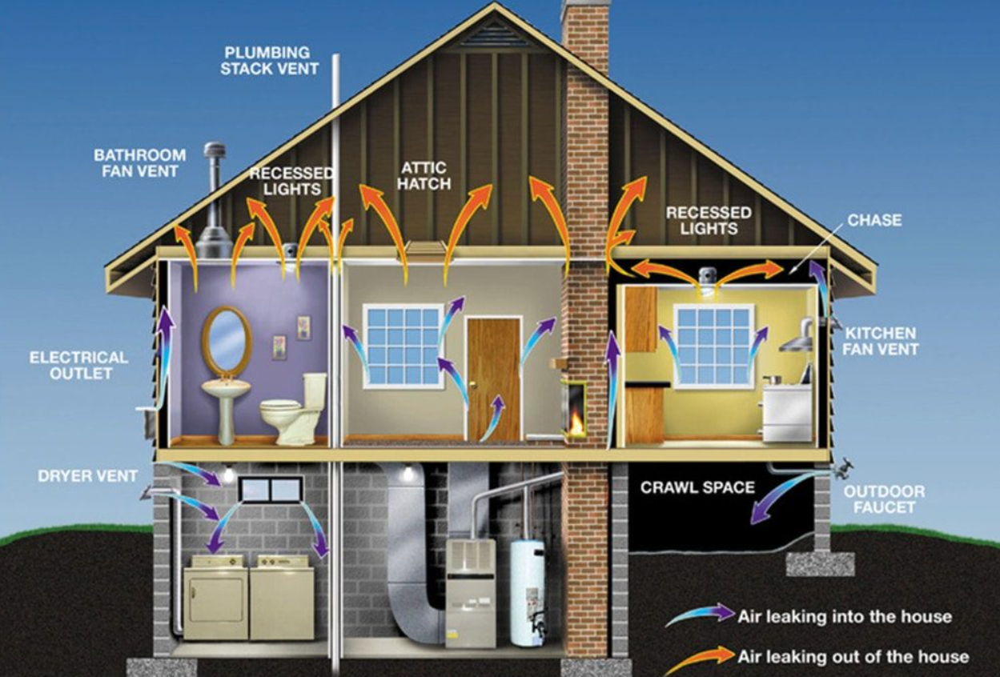 PLUMBING
STACK VENT
BATHROOM
FAN VENT
RECESSED
LIGHTS
ATTIC
HATCH
RECESSED
LIGHTS
CHASE
ELECTRICAL
OUTLET
KITCHEN
FAN VENT
DRYER VENT
CRAWL SPACE
OUTDOOR
FAUCET
Air leaking into the house
Air leaking out of the house